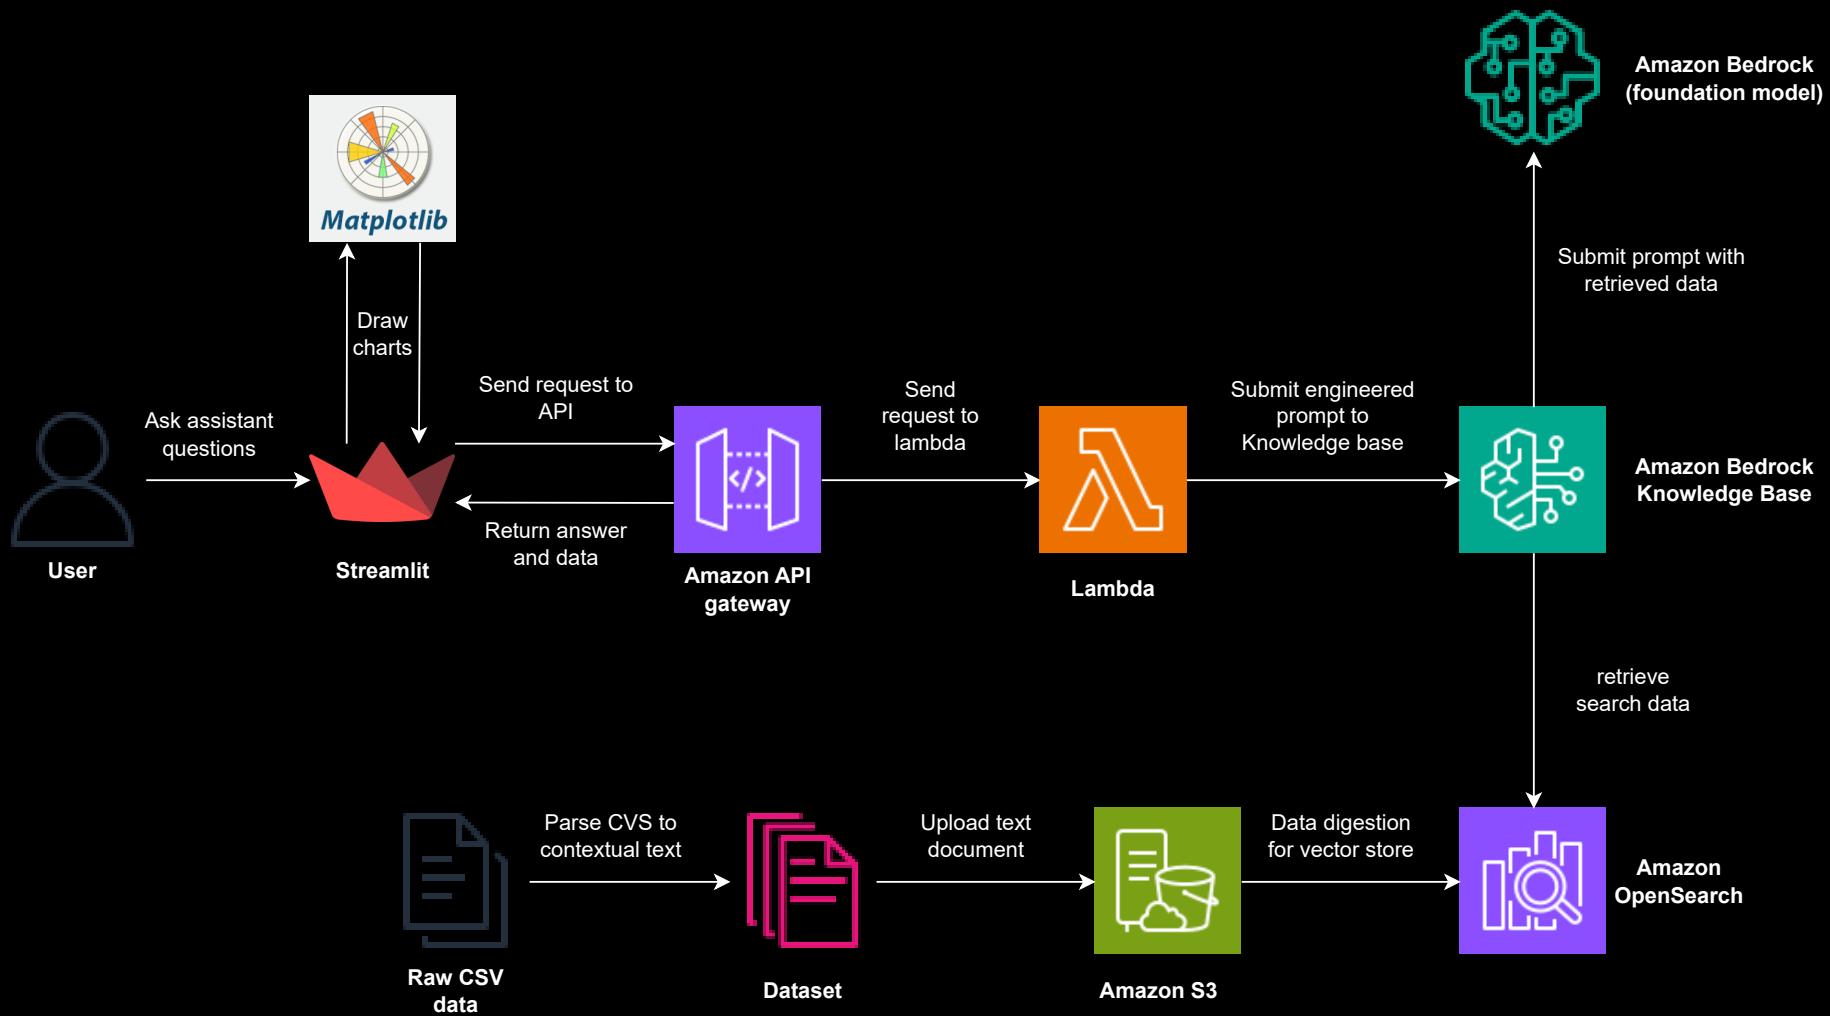 Amazon Bedrock
(foundation model)
Matplotlib
Submit prompt with
retrieved data
Draw
charts
Send request to
API
Send
request to
lambda
Submit engineered
prompt to
Knowledge base
Ask assistant
questions
</>
Amazon Bedrock
Knowledge Base
Return answer
and data
User
Streamlit
Amazon API
gateway
Lambda
retrieve
search data
Parse CVS to
contextual text
Upload text
document
Data digestion
for vector store
Amazon
OpenSearch
Raw CSV
data
Dataset
Amazon S3